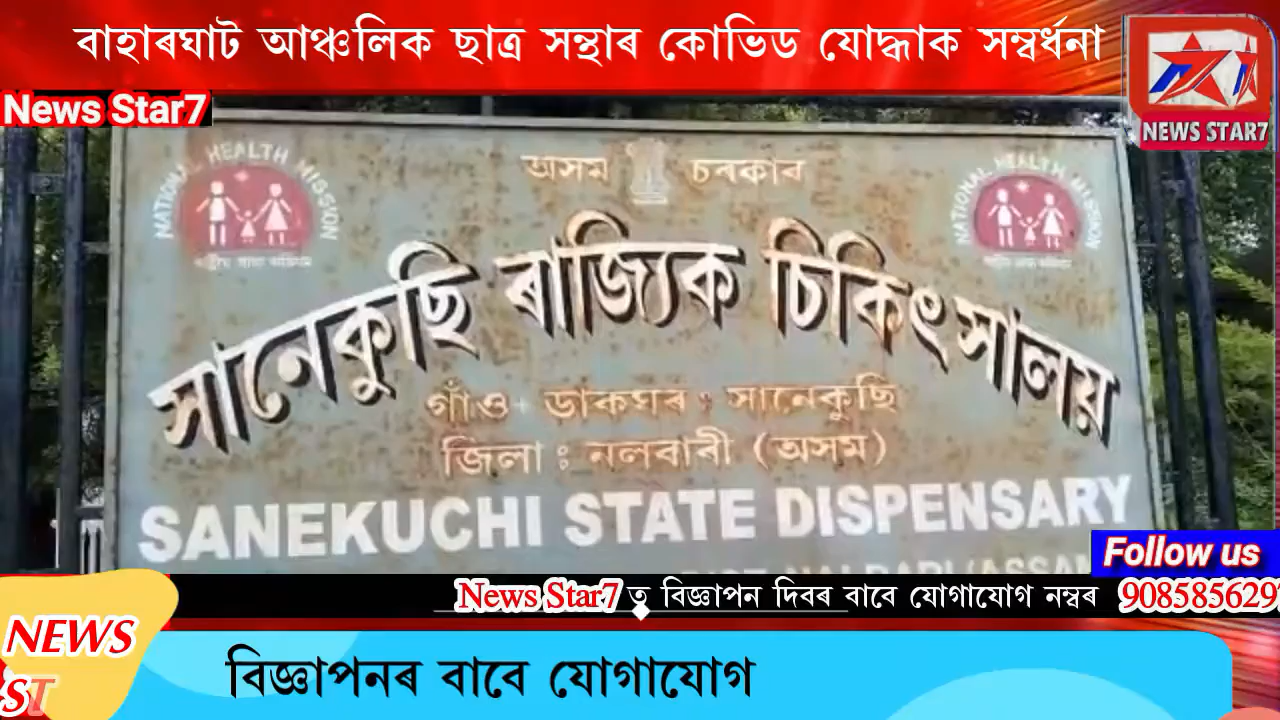 বাহাৰঘাট আঞ্চলিক ছাত্ৰ সন্থাৰ কোভিড যোদ্ধাক সম্বৰ্ধনা
NEWS STAR7
News Star7
NATIONAL HEALTH MISSION
অসম চৰকাৰ
NATIONAL HEALTH MISSION
সানেকুছি ৰাজ্যিক চিকিৎসালয়
গাঁও + ডাকঘৰ : সানেকুছি
জিলা : নলবাৰী (অসম)
SANEKUCHI STATE DISPENSARY
Follow us
News Star7 ত বিজ্ঞাপন দিবৰ বাবে যোগাযোগ নম্বৰ 908585629
NEWS
ST
বিজ্ঞাপনৰ বাবে যোগাযোগ